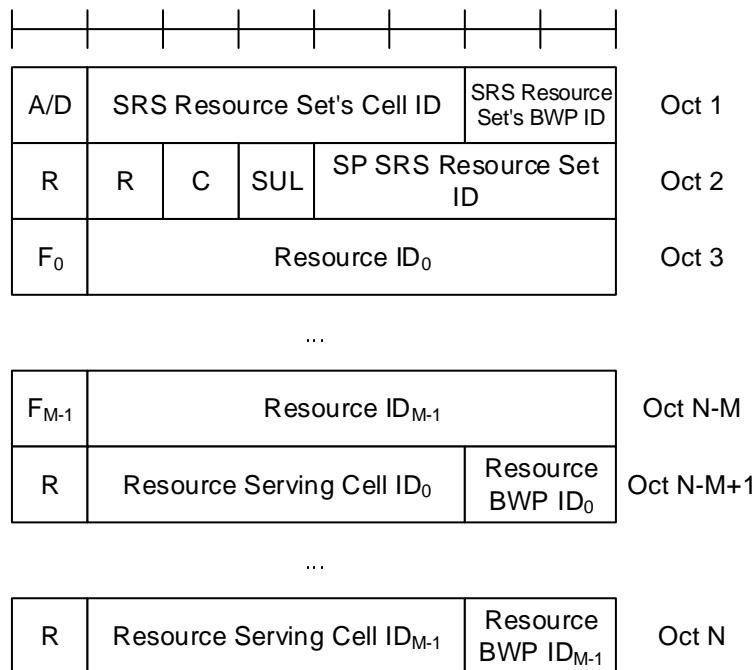 A/D SRS Resource Set's Cell ID SRS Resource Set's BWP ID Oct 1
R R C SUL SP SRS Resource Set ID Oct 2
F0 Resource ID0 Oct 3
...
FM-1 Resource IDM-1 Oct N-M
R Resource Serving Cell ID0 Resource BWP ID0 Oct N-M+1
...
R Resource Serving Cell IDM-1 Resource BWP IDM-1 Oct N